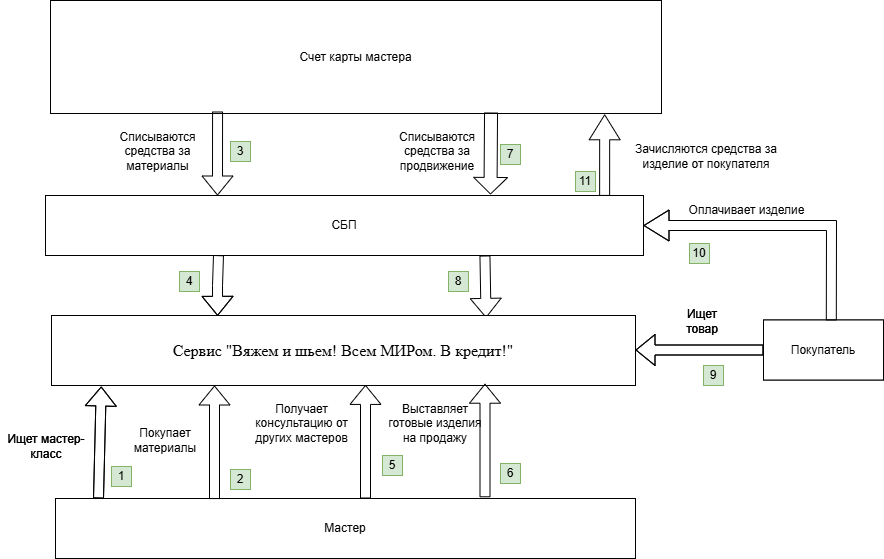 Счет карты мастера
Списываются
средства за
материалы
3
Списываются
средства за
продвижение
7
11
Зачисляются средства за
изделие от покупателя
СБП
Оплачивает изделие
10
4
8
Сервис "Вяжем и шьем! Всем МИРом. В кредит!"
Ищет
товар
9
Покупатель
Ищет мастер-
класс
1
Покупает
материалы
2
Получает
консультацию от
других мастеров
5
Выставляет
готовые изделия
на продажу
6
Мастер